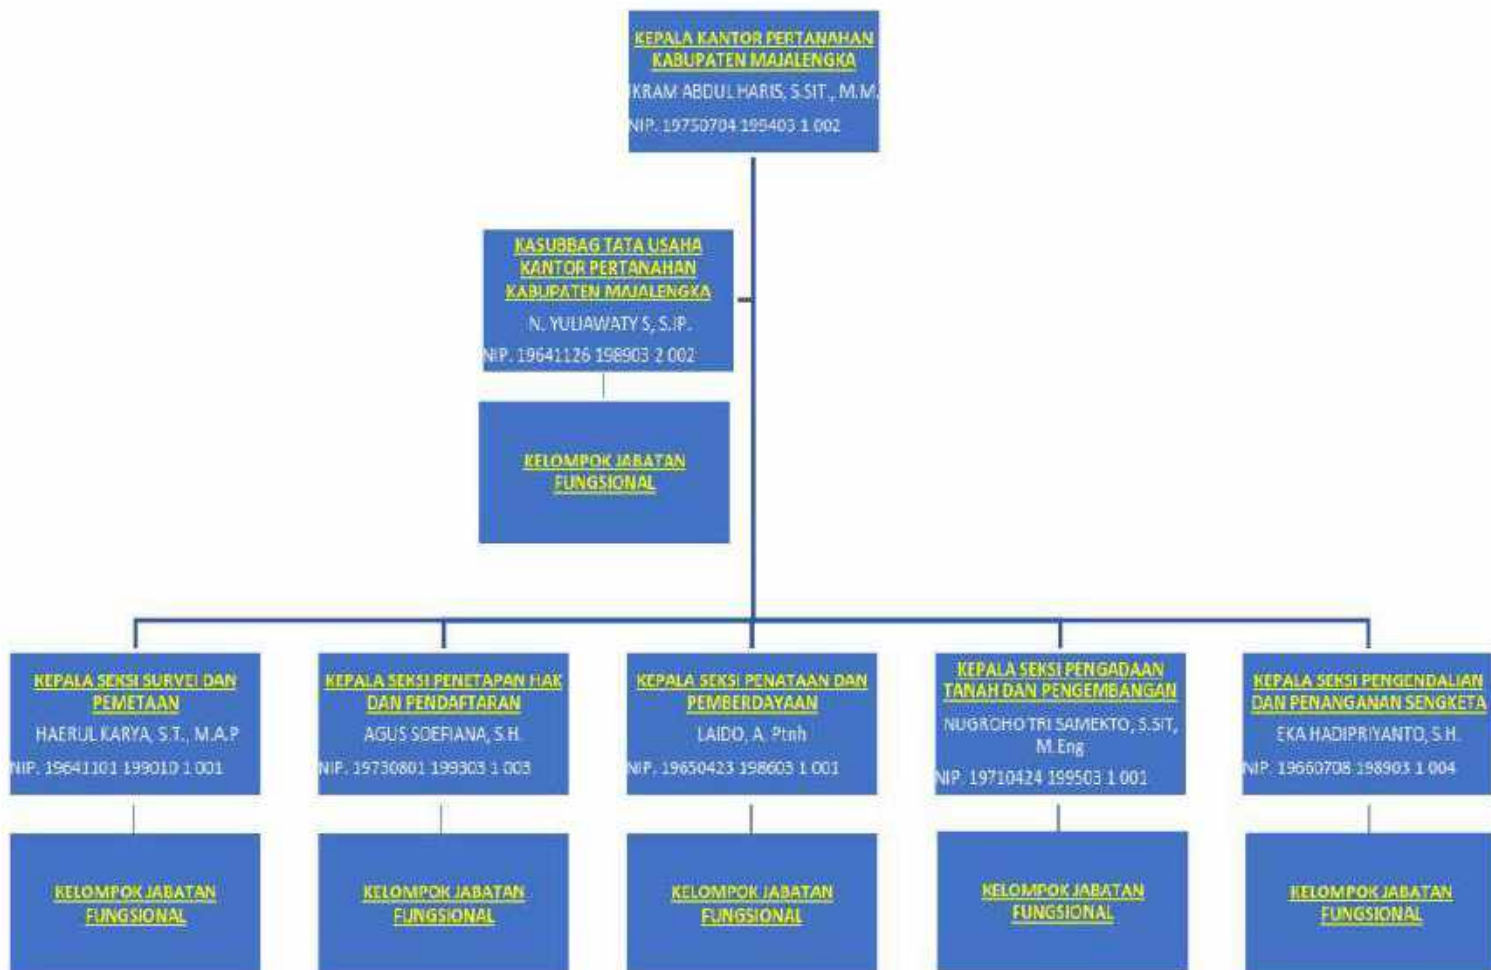 KEPALA KANTOR PERTANAHAN
KABUPATEN MAJALENGKA
IKRAM ABDUL HARIS, S.SIT., M.M.
NIP. 19750704 199403 1 002
KASUBBAG TATA USAHA
KANTOR PERTANAHAN
KABUPATEN MAJALENGKA
N. YULIAWATY S, S.IP.
NIP. 19641126 198903 2 002
KELOMPOK JABATAN
FUNGSIONAL
KEPALA SEKSI SURVEI DAN
PEMETAAN
HAERUL KARYA, S.T., M.A.P
NIP. 19641101 199010 1 001
KEPALA SEKSI PENETAPAN HAK
DAN PENDAFTARAN
AGUS SOEFIANA, S.H.
NIP. 19730801 199303 1 003
KEPALA SEKSI PENATAAN DAN
PEMBERDAYAAN
LAIDO, A. Ptnh
NIP. 19650423 198603 1 001
KEPALA SEKSI PENGADAAN
TANAH DAN PENGEMBANGAN
NUGROHO TRI SAMEKTO, S.SIT,
M.Eng
NIP. 19710424 199503 1 001
KEPALA SEKSI PENGENDALIAN
DAN PENANGANAN SENGKETA
EKA HADIPRIYANTO, S.H.
NIP. 19660708 198903 1 004
KELOMPOK JABATAN
FUNGSIONAL
KELOMPOK JABATAN
FUNGSIONAL
KELOMPOK JABATAN
FUNGSIONAL
KELOMPOK JABATAN
FUNGSIONAL
KELOMPOK JABATAN
FUNGSIONAL